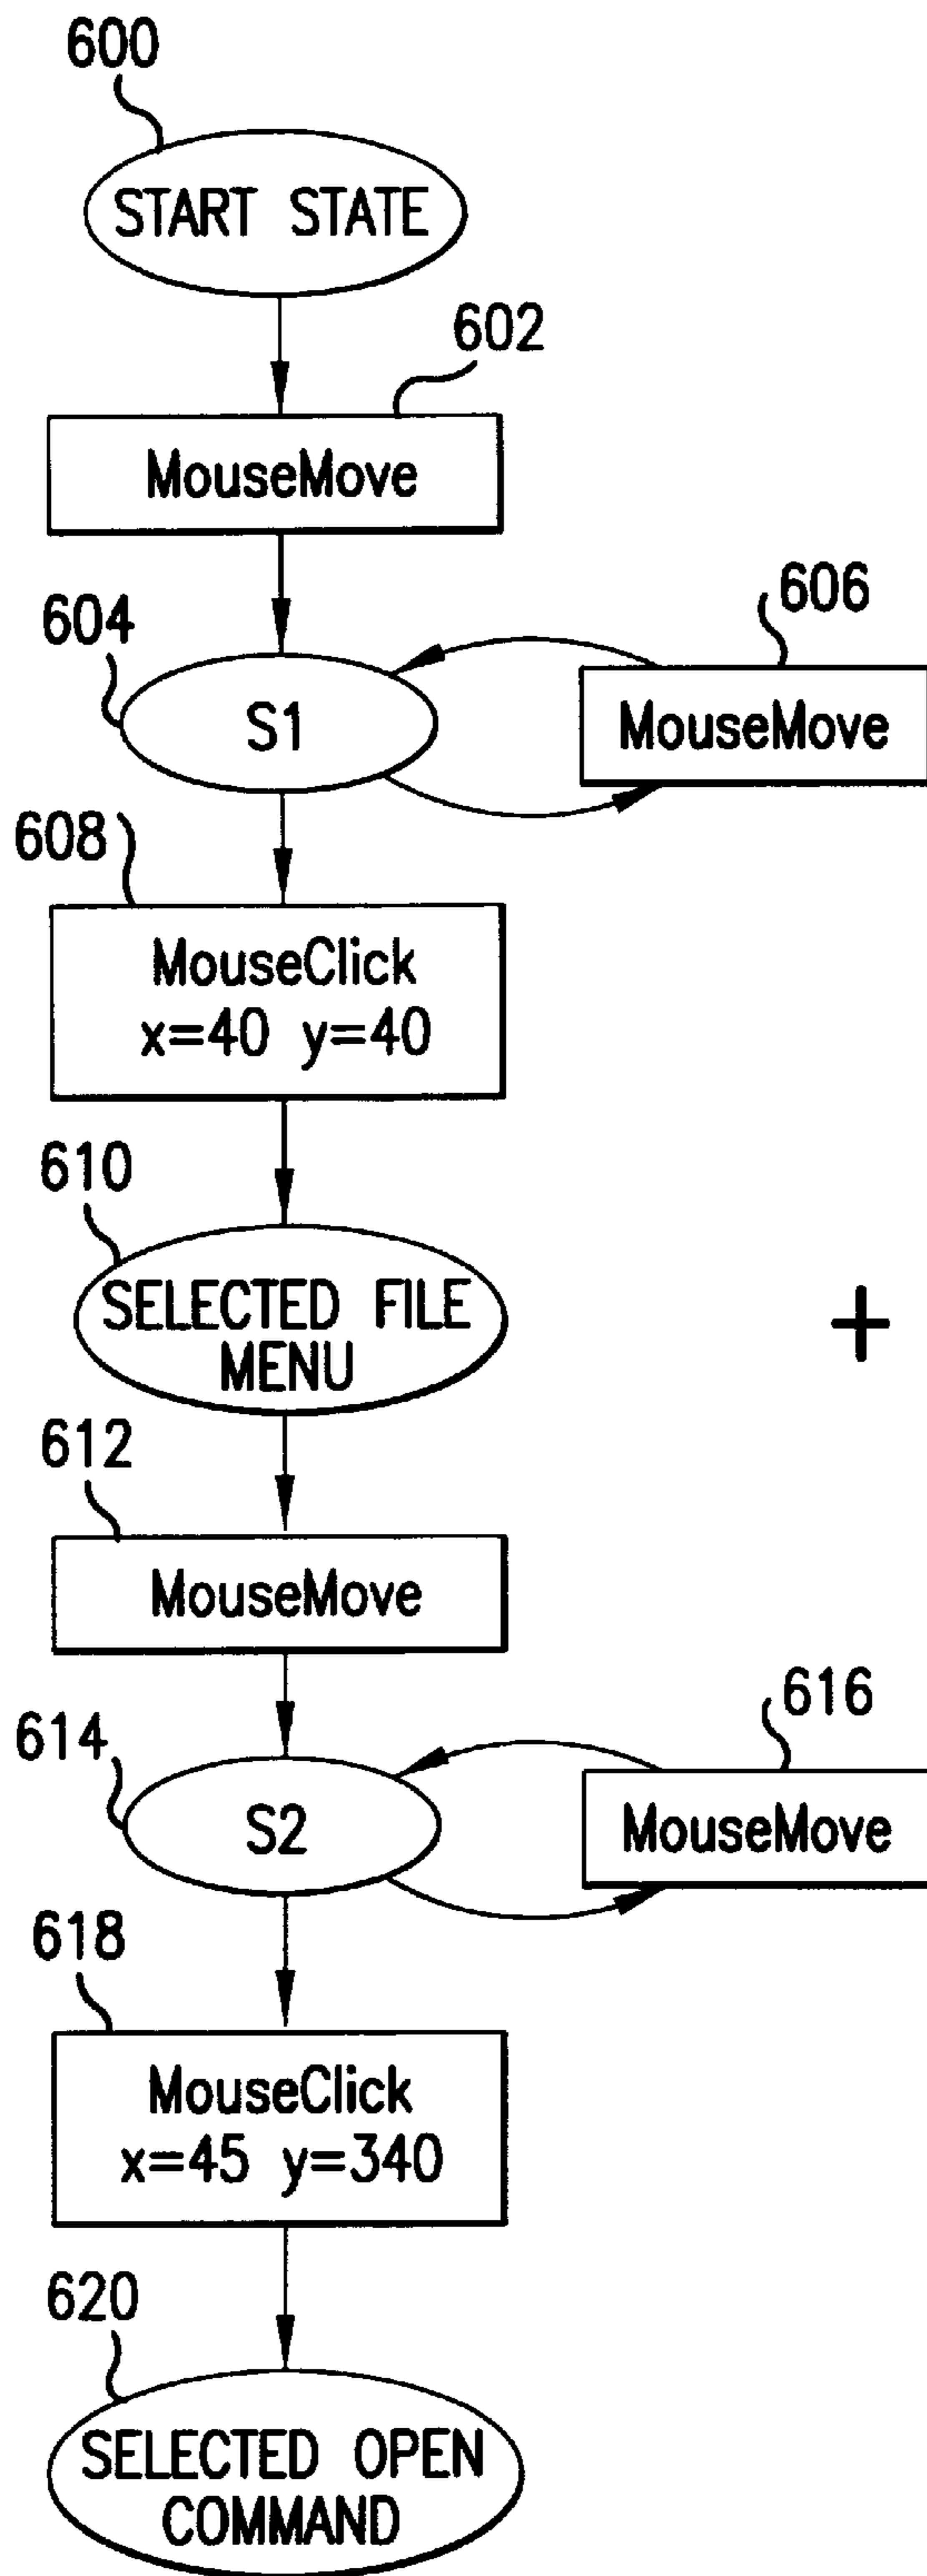 600
START STATE
602
MouseMove
604
606
S1
MouseMove
608
MouseClick
x=40 y=40
610
SELECTED FILE
MENU
+
612
MouseMove
614
616
S2
MouseMove
618
MouseClick
x=45 y=340
620
SELECTED OPEN
COMMAND